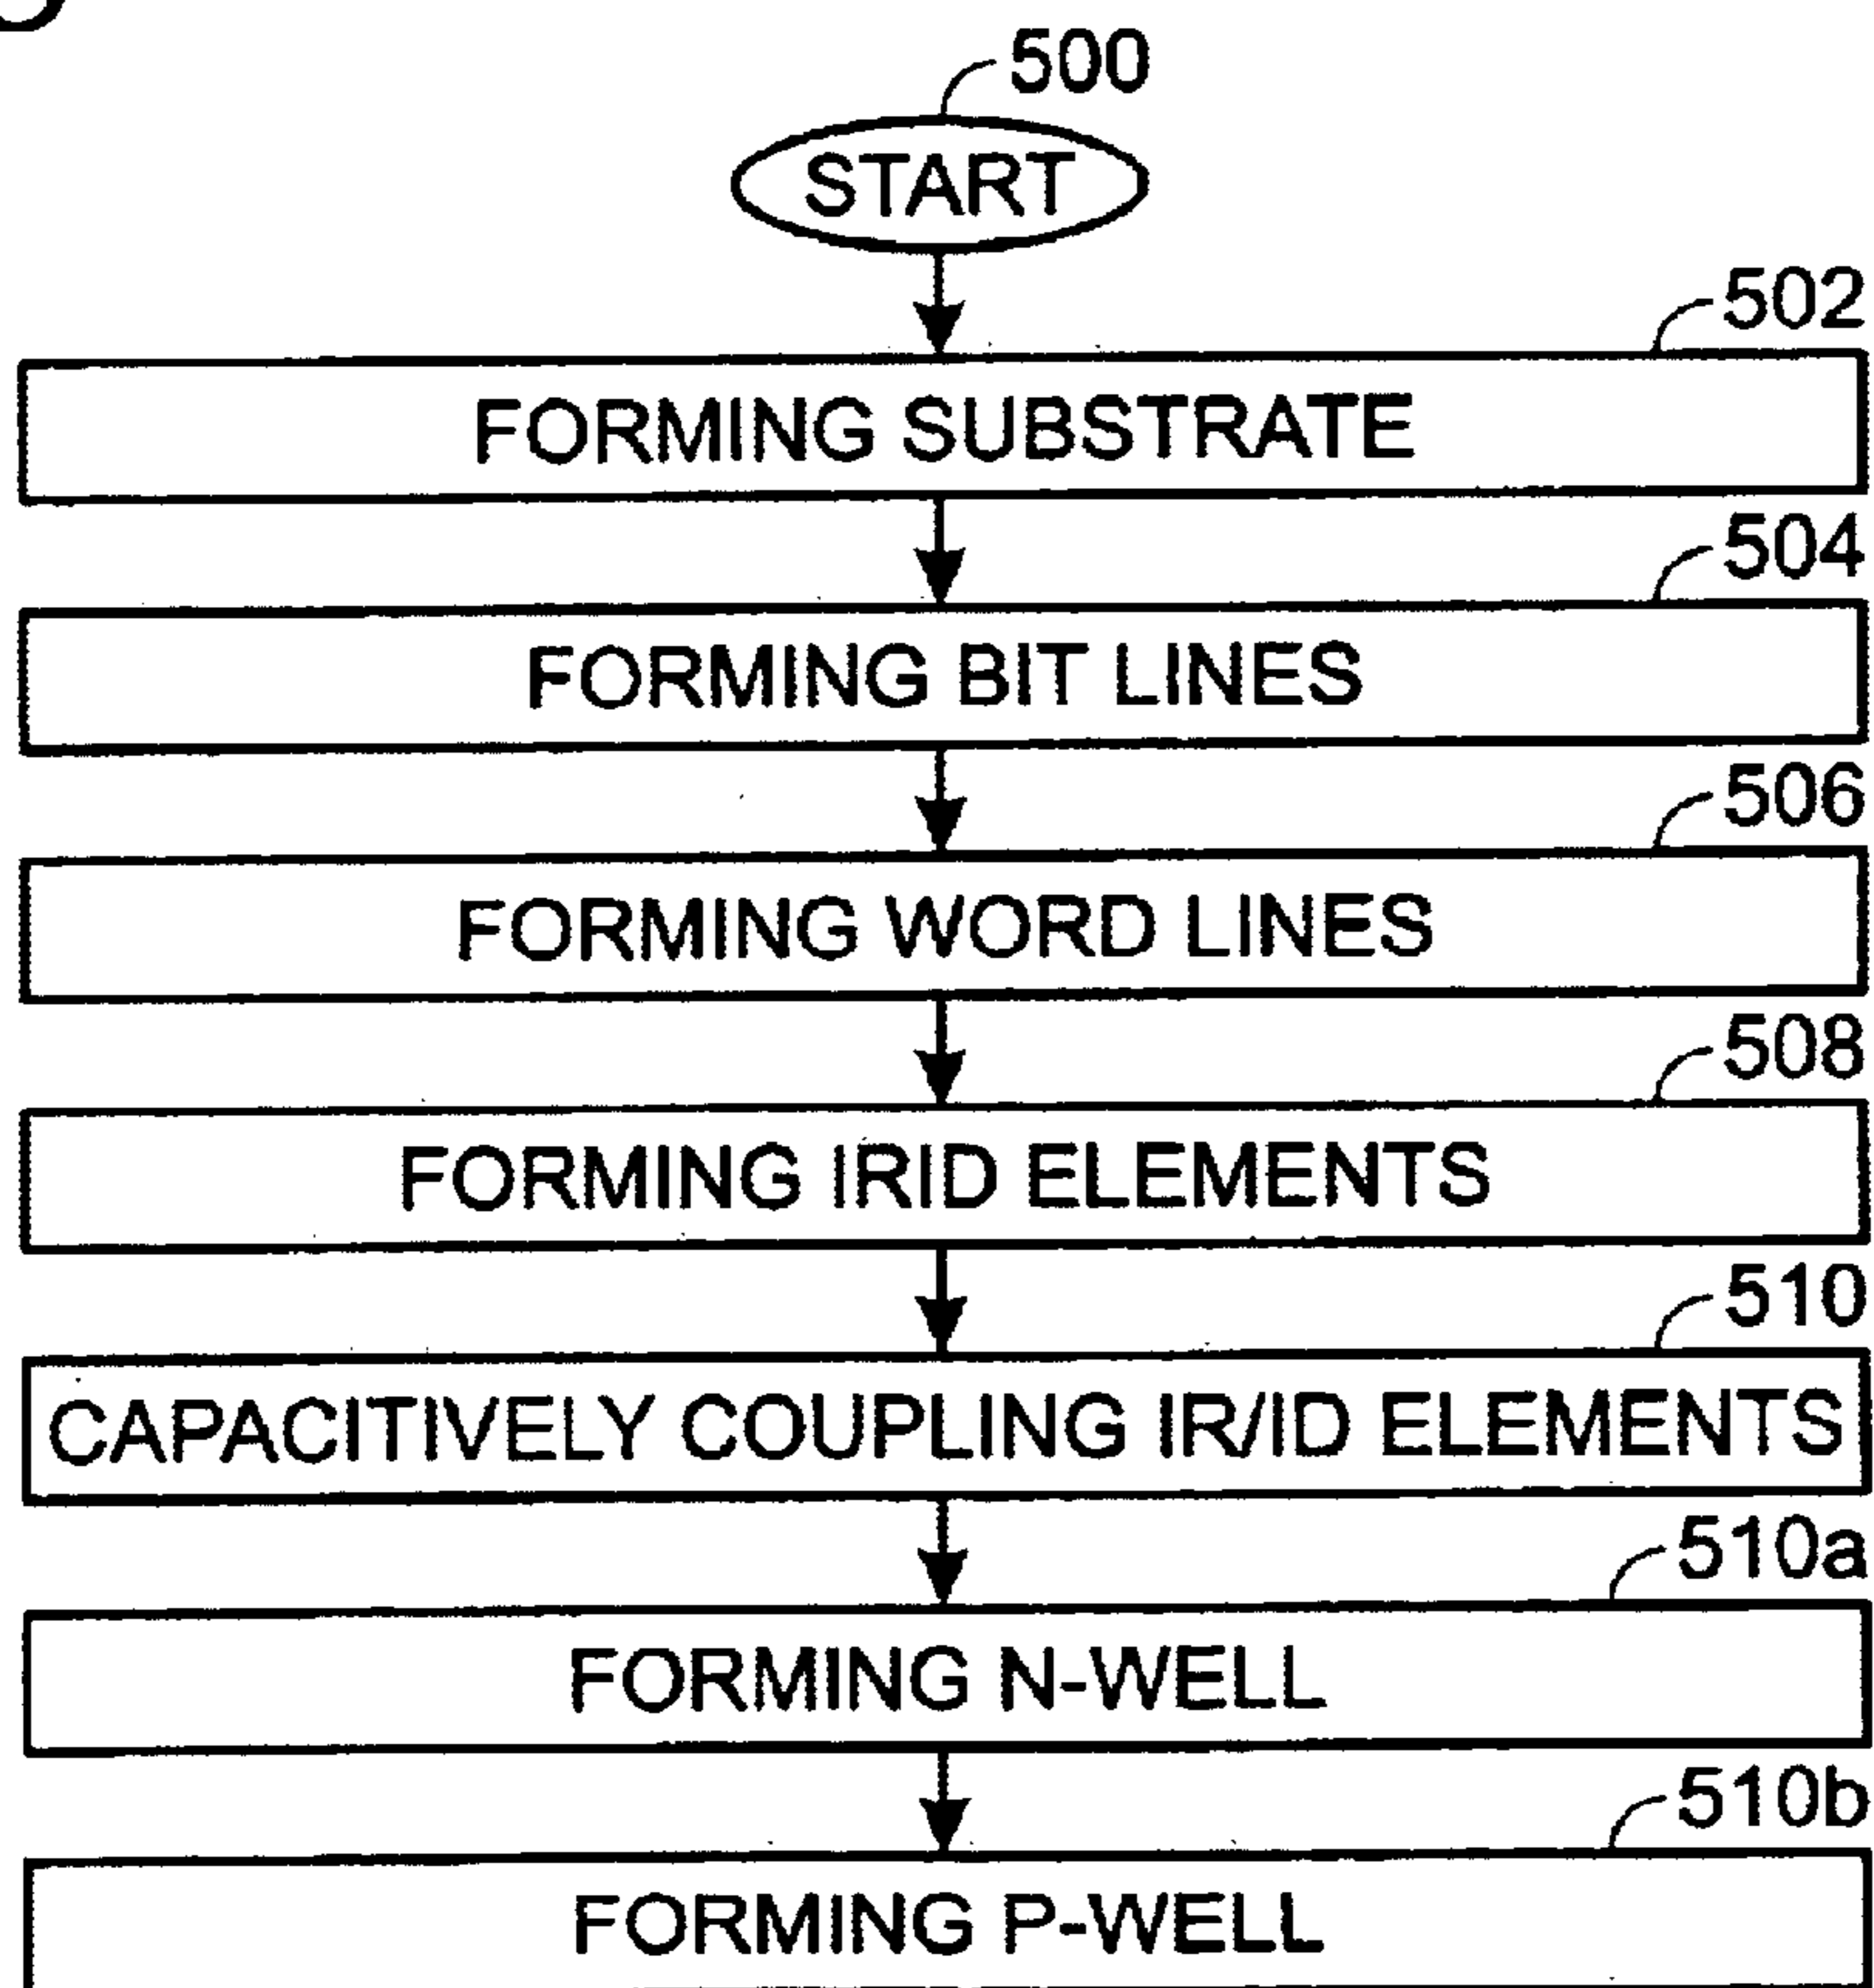 500
START
502
FORMING SUBSTRATE
504
FORMING BIT LINES
506
FORMING WORD LINES
508
FORMING IRID ELEMENTS
510
CAPACITIVELY COUPLING IR/ID ELEMENTS
510a
FORMING N-WELL
510b
FORMING P-WELL